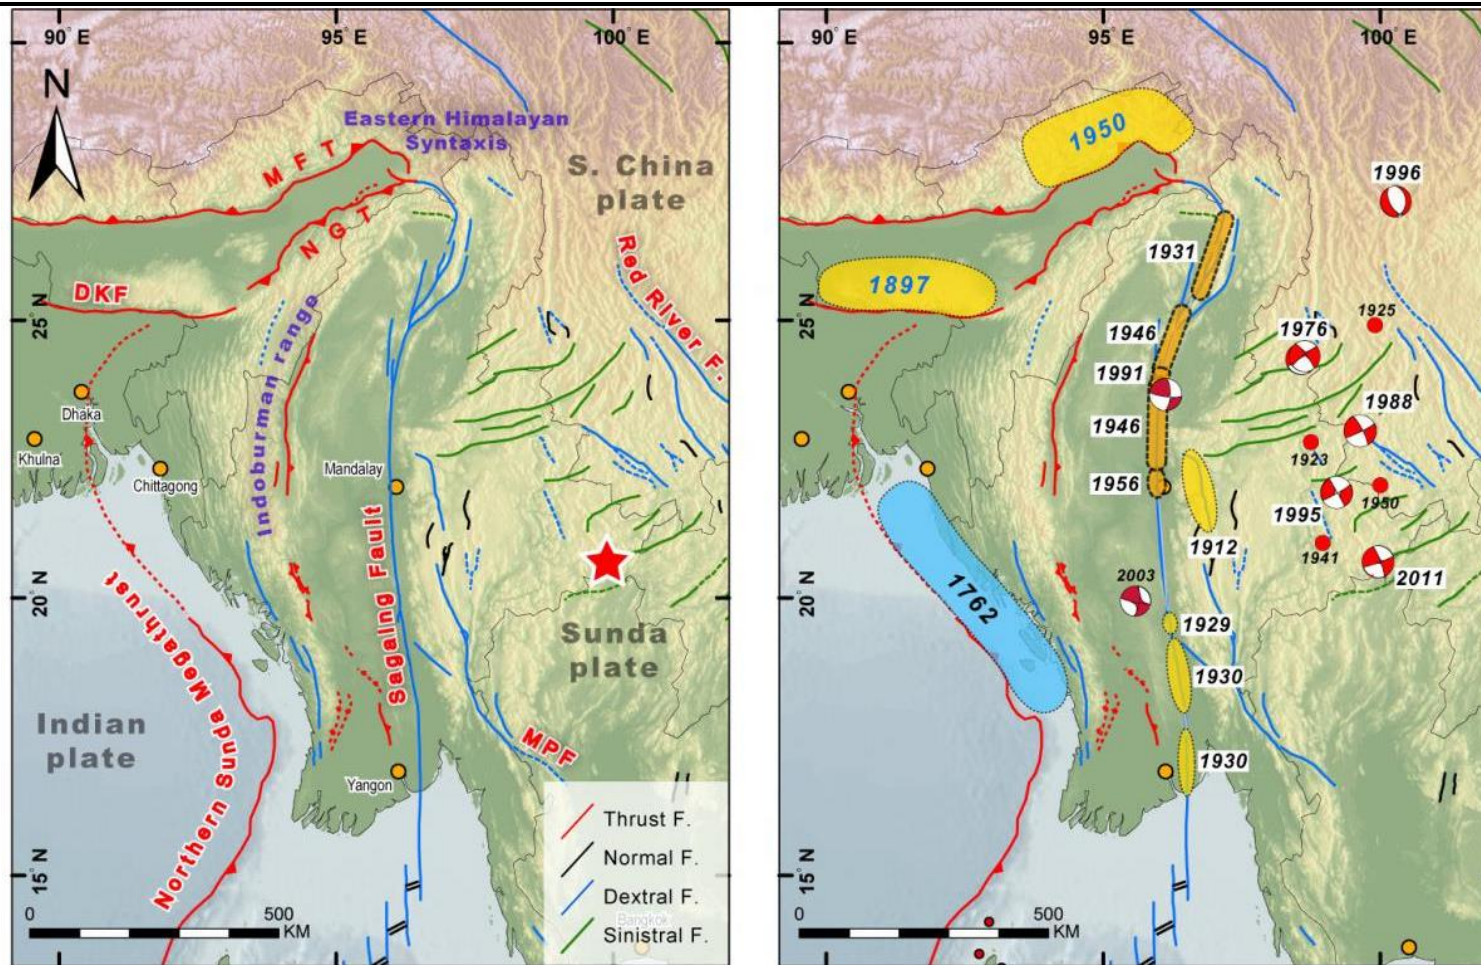 90°E
95°E
100°E
N
Eastern Himalayan
Syntaxis
MFT
S. China
plate
NGT
Red River F.
DKF
25°N
Indoburman range
Dhaka
Khulna
Chittagong
Mandalay
Sagaing Fault
20°N
Sunda
plate
Northern Sunda Megathrust
Indian
plate
MPF
Yangon
Thrust F.
Normal F.
Dextral F.
Bangkok
Sinistral F.
15°N
0
500
KM
90°E
95°E
100°E
1950
1996
1931
1897
25°N
1925
1946
1976
1991
1988
1946
1923
1956
1950
1995
1912
1941
2011
2003
20°N
1762
1929
1930
1930
15°N
0
500
KM